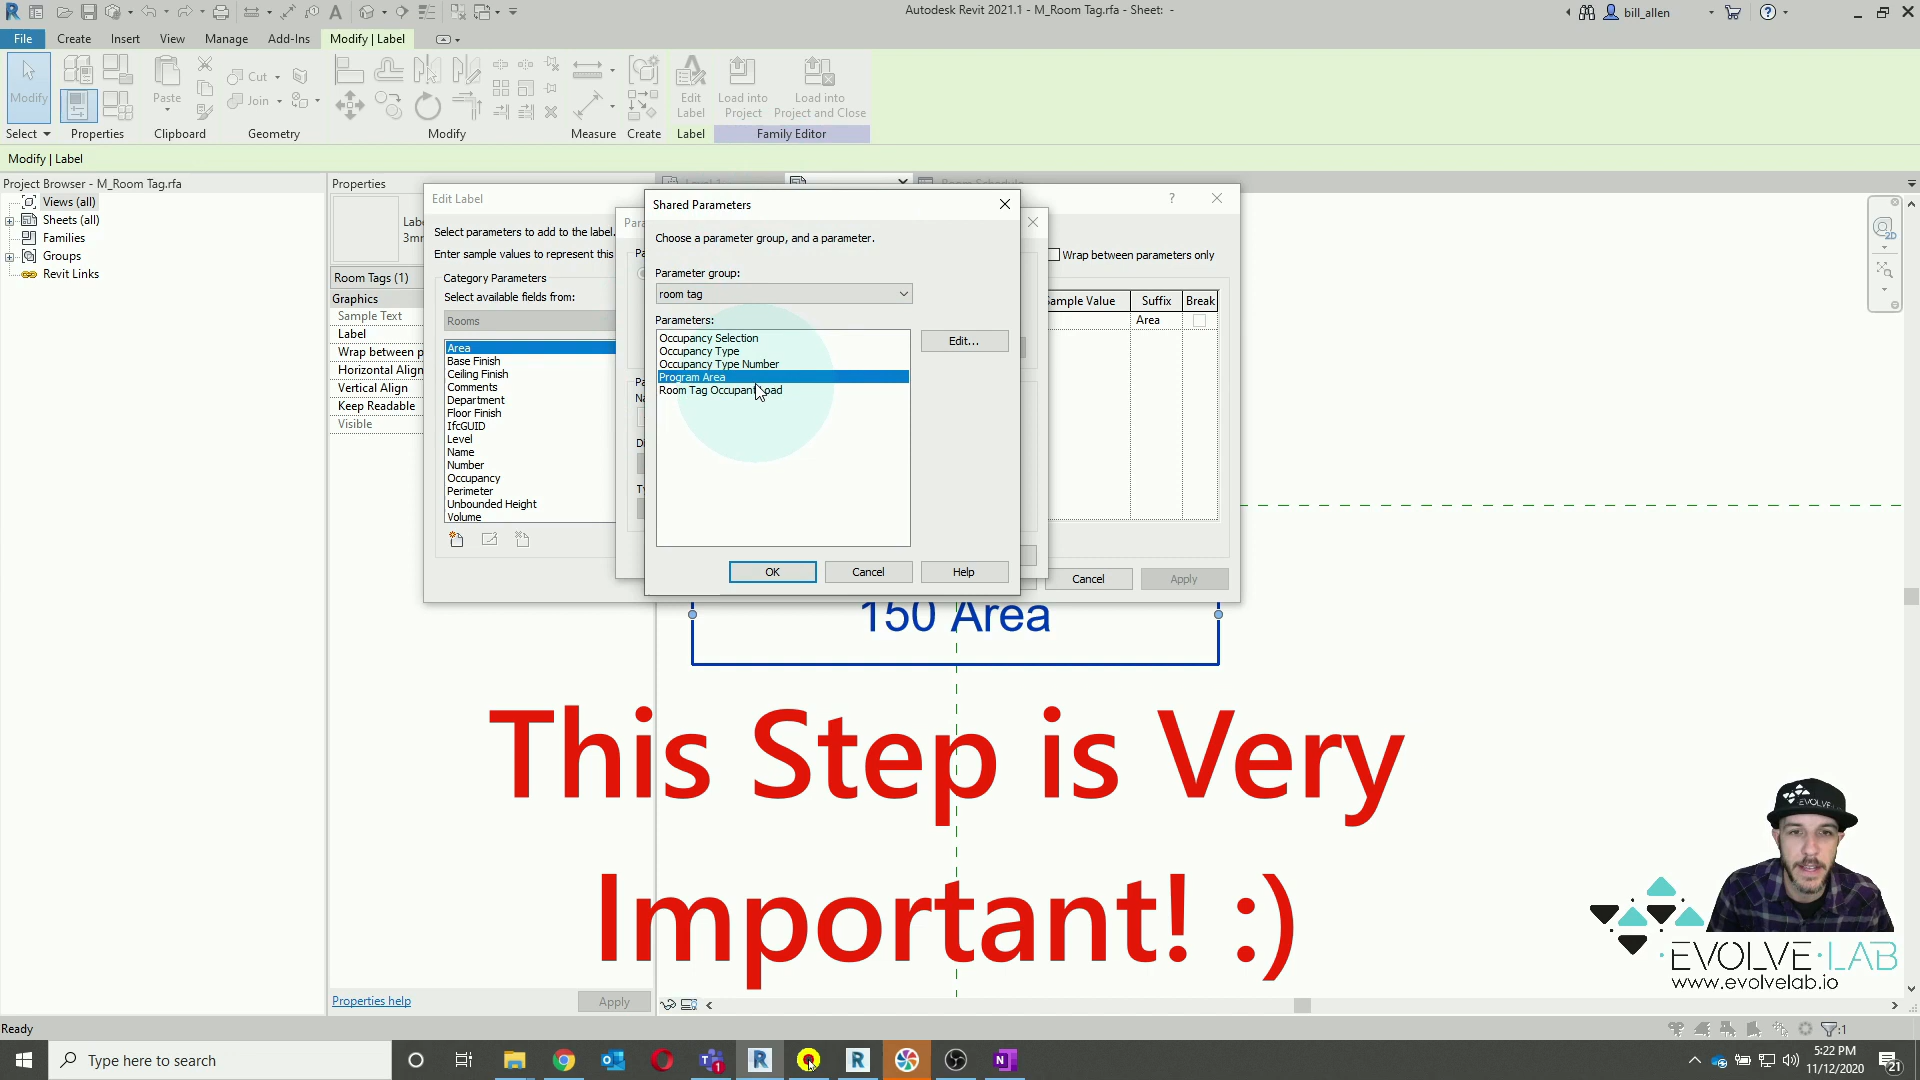 Autodesk Revit 2021.1 - M_Room Tag.rfa - Sheet: -
bill_allen
File
Create
Insert
View
Manage
Add-Ins
Modify | Label
Modify
Paste
Cut
Join
Edit
Label
Load into
Project
Load into
Project and Close
Select
Properties
Clipboard
Geometry
Modify
Measure
Create
Label
Family Editor
Modify | Label
Project Browser - M_Room Tag.rfa
Views (all)
Sheets (all)
Families
Groups
Revit Links
Properties
Room Tags (1)
Graphics
Sample Text
Label
Wrap between p
Horizontal Align
Vertical Align
Keep Readable
Visible
Properties help
Apply
Edit Label
Select parameters to add to the label.
Enter sample values to represent this
Category Parameters
Select available fields from:
Rooms
Area
Base Finish
Ceiling Finish
Comments
Department
Floor Finish
IfcGUID
Level
Name
Number
Occupancy
Perimeter
Unbounded Height
Volume
Wrap between parameters only
Sample Value
Suffix
Break
Area
Cancel
Apply
Shared Parameters
Choose a parameter group, and a parameter.
Parameter group:
room tag
Parameters:
Occupancy Selection
Occupancy Type
Occupancy Type Number
Program Area
Room Tag Occupant Load
Edit...
OK
Cancel
Help
150 Area
This Step is Very
Important! :)
EVOLVE
EVOLVE·LAB
www.evolvelab.io
Ready
:1
Type here to search
5:22 PM
11/12/2020
21